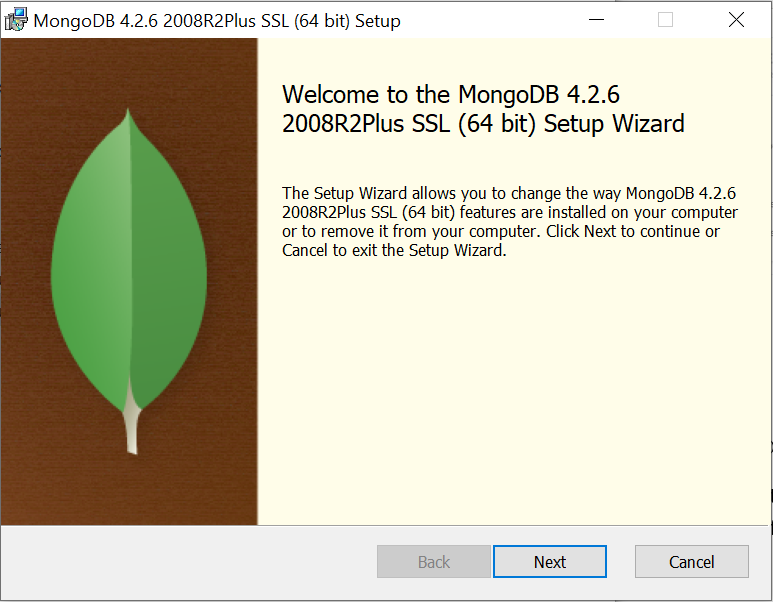 MongoDB 4.2.6 2008R2Plus SSL (64 bit) Setup
Welcome to the MongoDB 4.2.6
2008R2Plus SSL (64 bit) Setup Wizard
The Setup Wizard allows you to change the way MongoDB 4.2.6
2008R2Plus SSL (64 bit) features are installed on your computer
or to remove it from your computer. Click Next to continue or
Cancel to exit the Setup Wizard.
Back
Next
Cancel